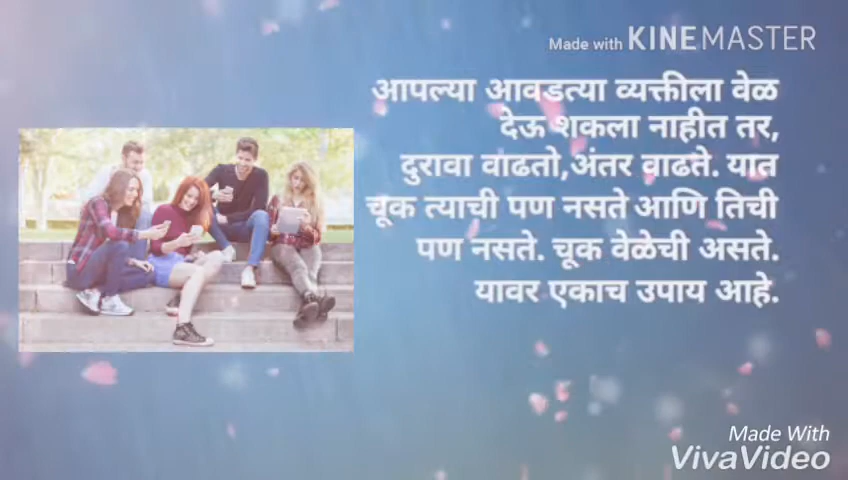 Made with KINEMASTER
आपल्या आवडत्या व्यक्तीला वेळ
देऊ शकला नाहीत तर,
दुरावा वाढतो,अंतर वाढते. यात
चूक त्याची पण नसते आणि तिची
पण नसते. चूक वेळेची असते.
यावर एकाच उपाय आहे.
Made With
VivaVideo